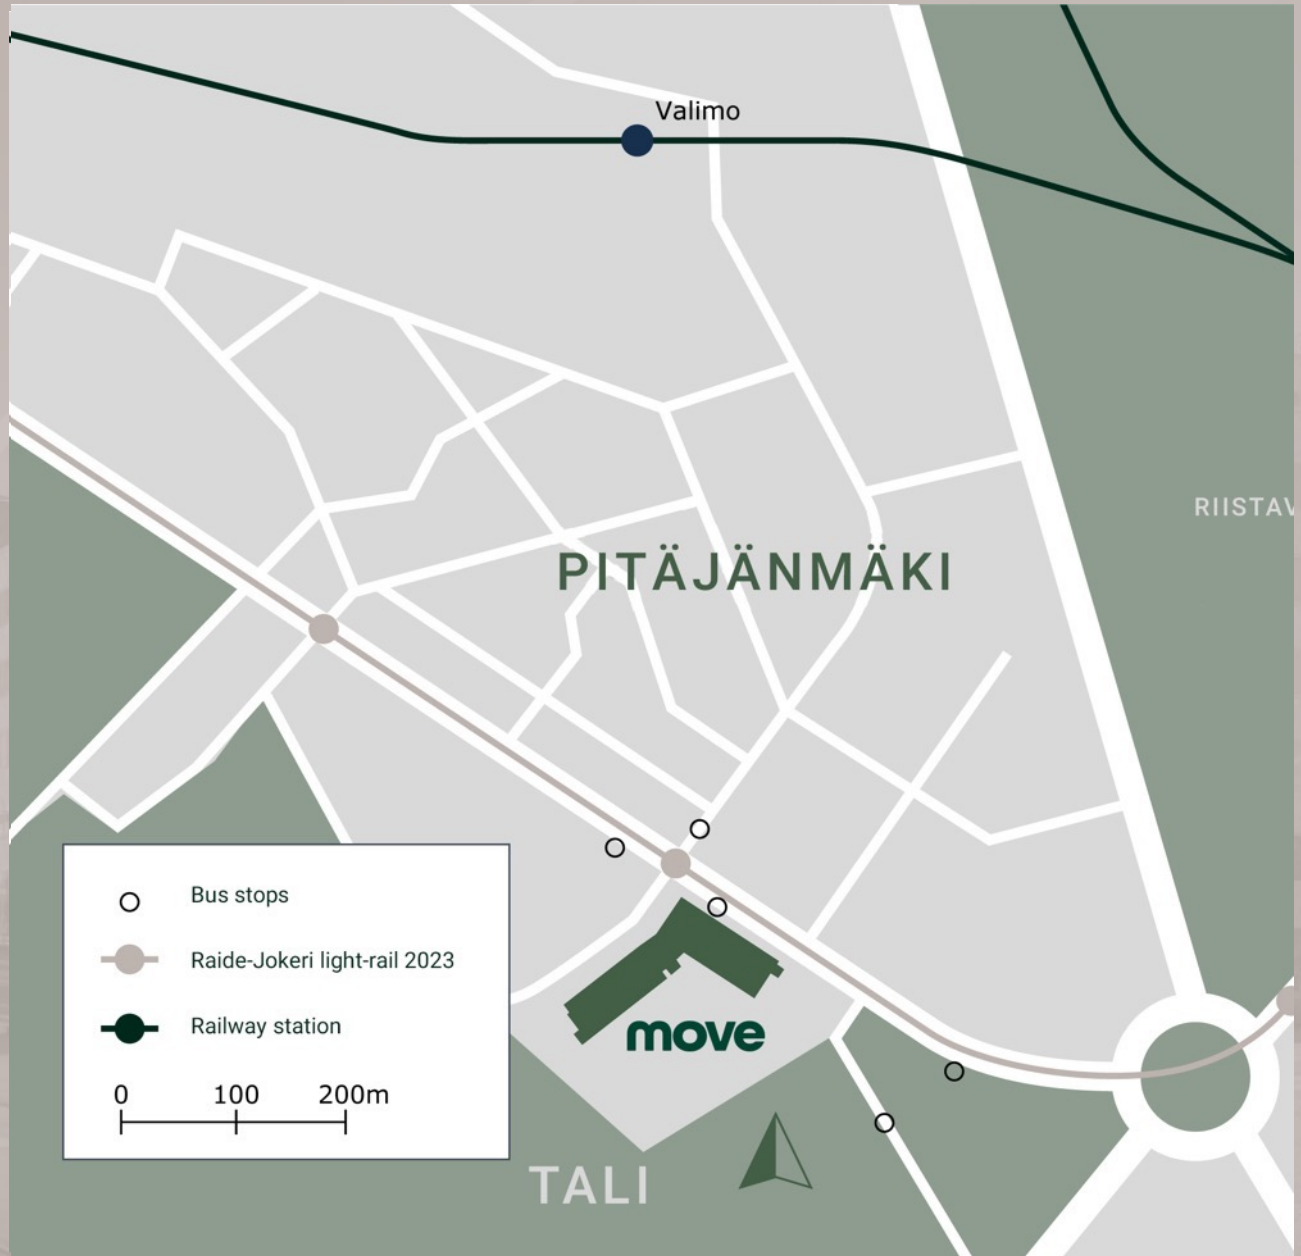 Valimo
RIISTAV
PITÄJÄNMÄKI
Bus stops
Raide-Jokeri light-rail 2023
Railway station
0 100 200m
move
TALI